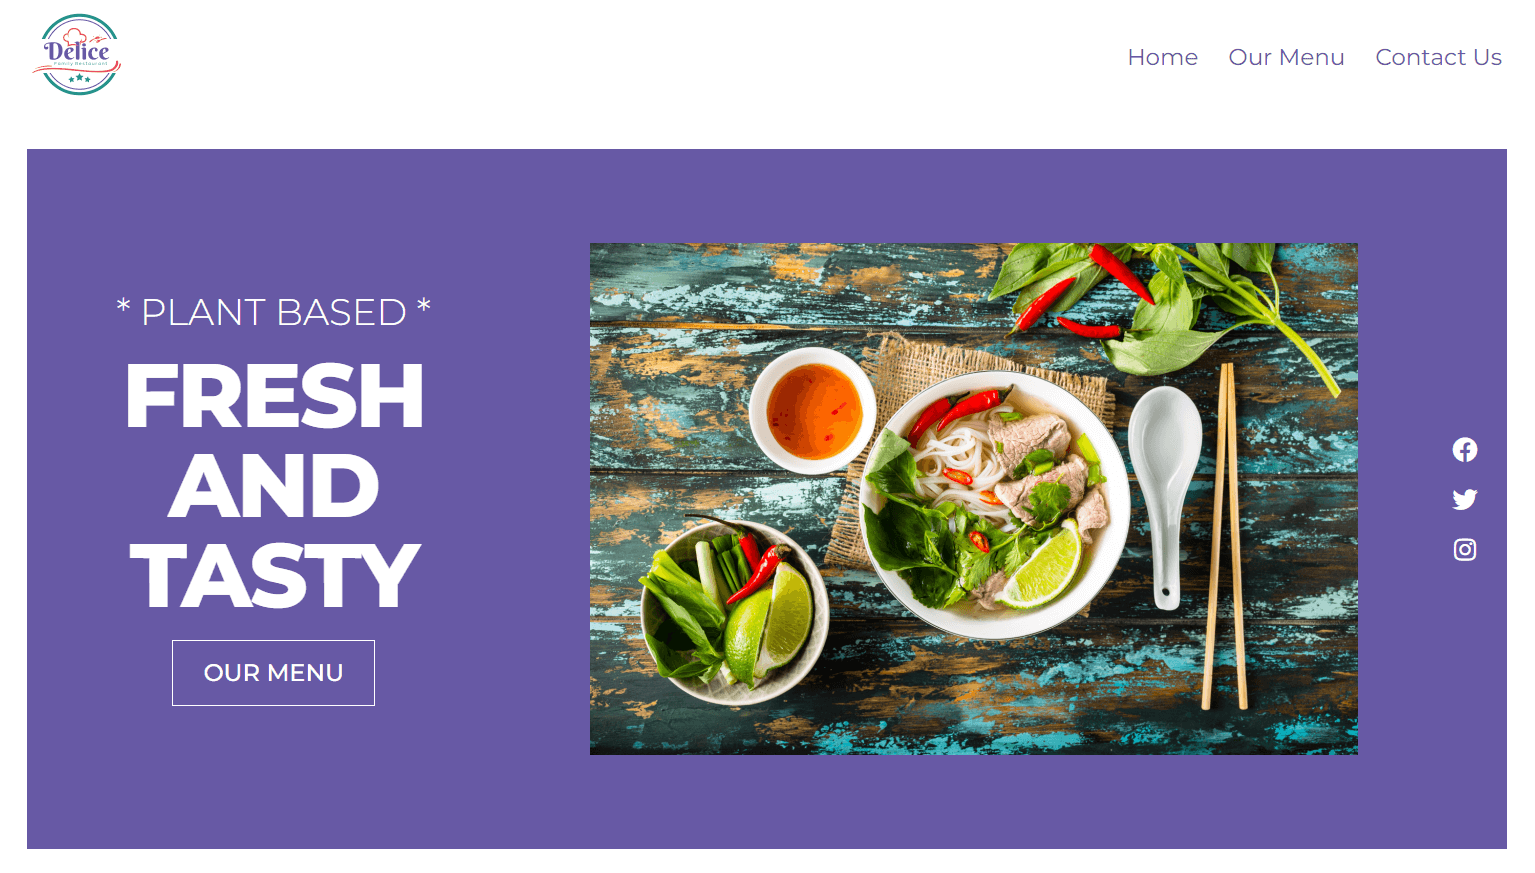 Delice
Family Restaurant
Home Our Menu Contact Us
* PLANT BASED *
FRESH
AND
TASTY
OUR MENU